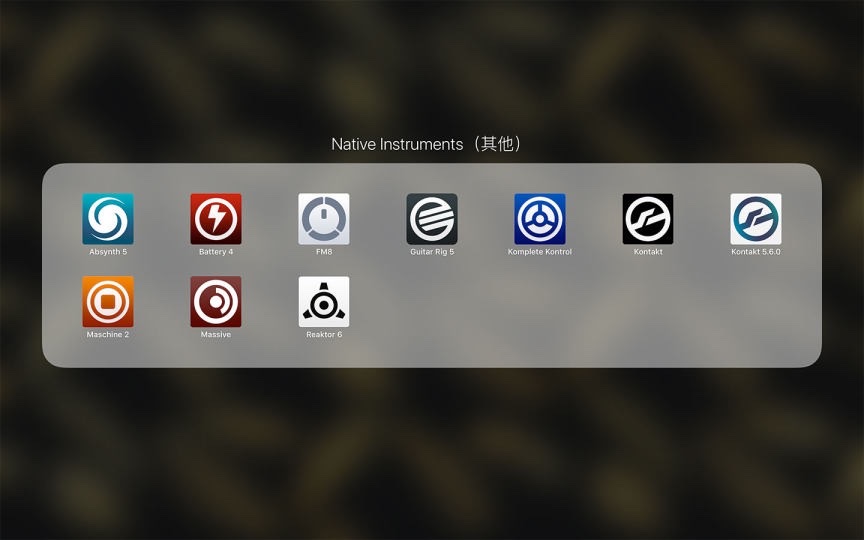 Native Instruments（其他）
Absynth 5
Battery 4
FM8
Guitar Rig 5
Komplete Kontrol
Kontakt
Kontakt 5.6.0
Maschine 2
Massive
Reaktor 6